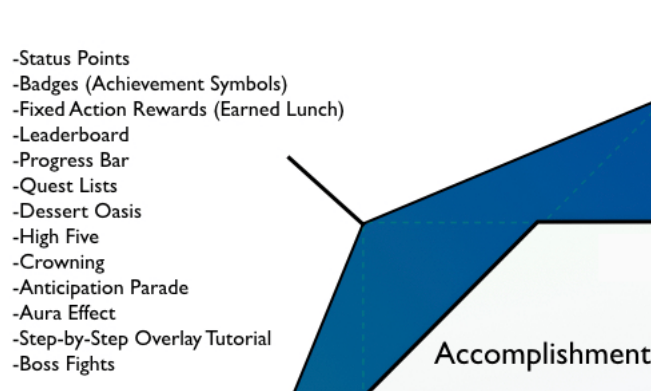 -Status Points
-Badges (Achievement Symbols)
-Fixed Action Rewards (Earned Lunch)
-Leaderboard
-Progress Bar
-Quest Lists
-Dessert Oasis
-High Five
-Crowning
-Anticipation Parade
-Aura Effect
-Step-by-Step Overlay Tutorial
-Boss Fights
Accomplishment